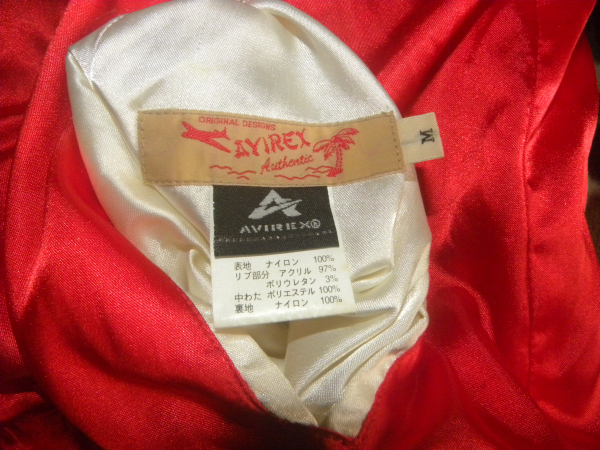 ORIGINAL DESIGNS
AVIREX
Authentic
M
AVIREX®
表地 ナイロン 100%
リブ部分 アクリル 97%
ポリウレタン 3%
中わた ポリエステル 100%
裏地 ナイロン 100%